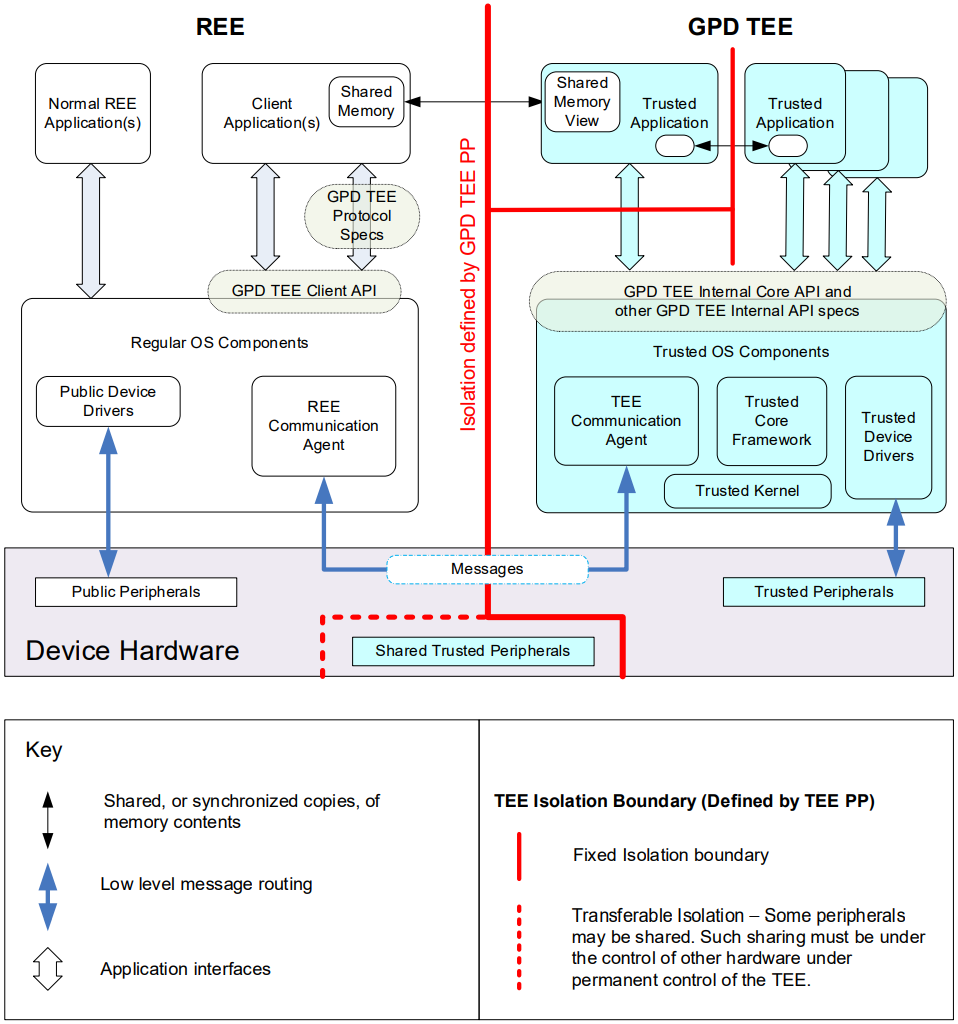 REE
GPD TEE
Normal REE
Application(s)
Client
Application(s)
Shared
Memory
Shared
Memory
View
Trusted
Application
Trusted
Application
GPD TEE
Protocol
Specs
Isolation defined by GPD TEE PP
GPD TEE Client API
GPD TEE Internal Core API and
other GPD TEE Internal API specs
Regular OS Components
Trusted OS Components
Public Device
Drivers
REE
Communication
Agent
TEE
Communication
Agent
Trusted
Core
Framework
Trusted
Device
Drivers
Trusted Kernel
Messages
Public Peripherals
Trusted Peripherals
Device Hardware
Shared Trusted Peripherals
Key
Shared, or synchronized copies, of
memory contents
Low level message routing
Application interfaces
TEE Isolation Boundary (Defined by TEE PP)
Fixed Isolation boundary
Transferable Isolation – Some peripherals
may be shared. Such sharing must be under
the control of other hardware under
permanent control of the TEE.